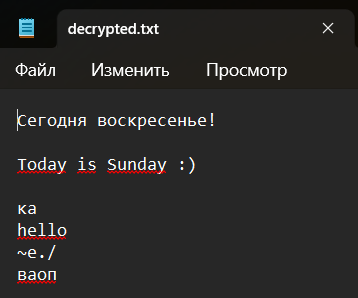 decrypted.txt
Файл Изменить Просмотр
Сегодня воскресенье!
Today is Sunday :)
ка
hello
~е./
ваоп